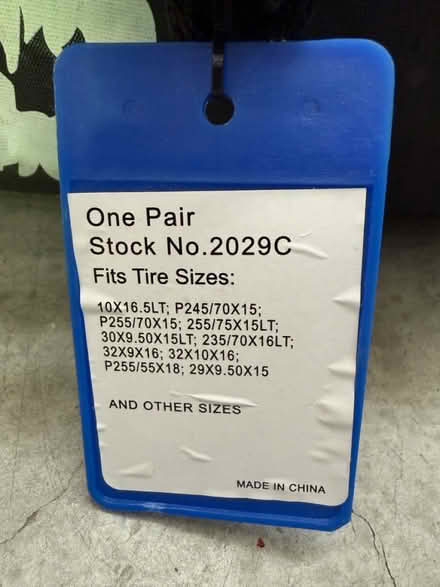 One Pair
Stock No.2029C
Fits Tire Sizes:
10X16.5LT; P245/70X15;
P255/70X15; 255/75X15LT;
30X9.50X15LT; 235/70X16LT;
32X9X16; 32X10X16;
P255/55X18; 29X9.50X15
AND OTHER SIZES
MADE IN CHINA